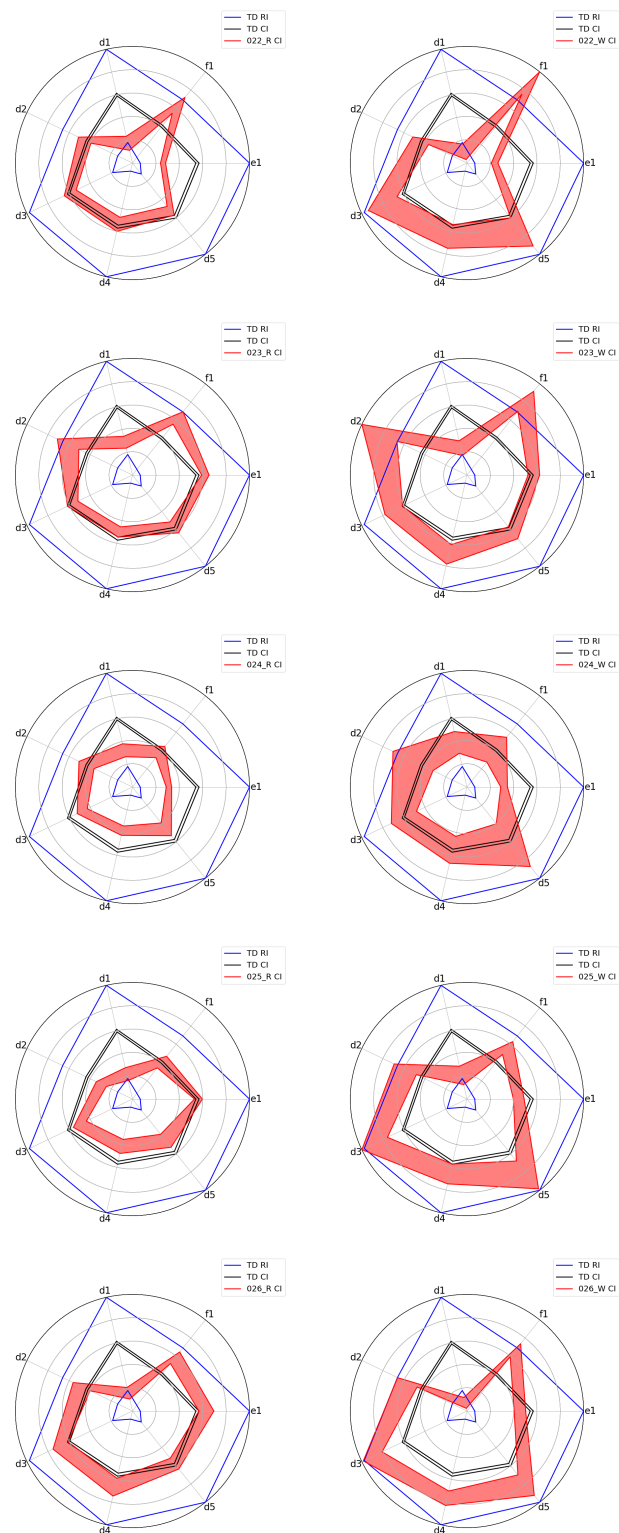 TD RI
TD CI
022_R CI
d1
f1
d2
e1
d3
d4
d5
TD RI
TD CI
022_W CI
d1
f1
d2
e1
d3
d4
d5
TD RI
TD CI
023_R CI
d1
f1
d2
e1
d3
d4
d5
TD RI
TD CI
023_W CI
d1
f1
d2
e1
d3
d4
d5
TD RI
TD CI
024_R CI
d1
f1
d2
e1
d3
d4
d5
TD RI
TD CI
024_W CI
d1
f1
d2
e1
d3
d4
d5
TD RI
TD CI
025_R CI
d1
f1
d2
e1
d3
d4
d5
TD RI
TD CI
025_W CI
d1
f1
d2
e1
d3
d4
d5
TD RI
TD CI
026_R CI
d1
f1
d2
e1
d3
d4
d5
TD RI
TD CI
026_W CI
d1
f1
d2
e1
d3
d4
d5